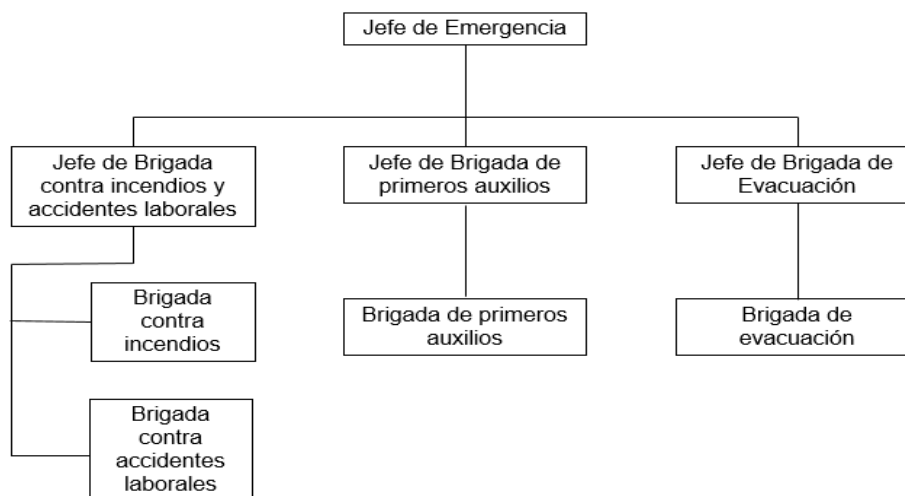 Jefe de Emergencia
Jefe de Brigada
contra incendios y
accidentes laborales
Jefe de Brigada de
primeros auxilios
Jefe de Brigada de
Evacuación
Brigada
contra
incendios
Brigada de primeros
auxilios
Brigada de
evacuación
Brigada
contra
accidentes
laborales